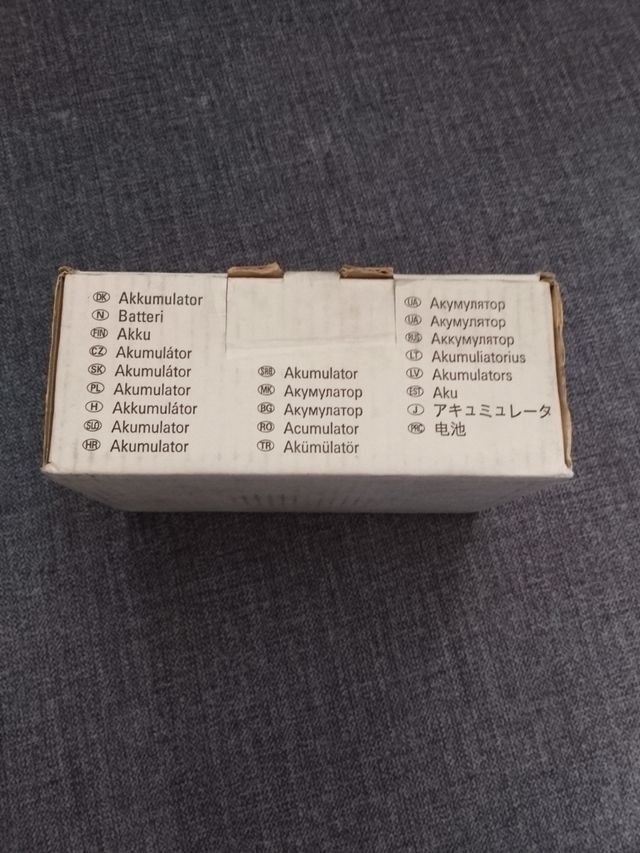 DK Akkumulator
N Batteri
FIN Akku
CZ Akumulátor
SK Akumulátor
PL Akumulator
H Akkumulátor
SLO Akumulator
HR Akumulator
SRB Akumulator
MK Акумулатор
BG Акумулатор
RO Acumulator
TR Akümülatör
UA Акумулятор
UA Акумулятор
RUS Аккумулятор
LT Akumuliatorius
LV Akumulators
EST Aku
J アキュミュレータ
PRC 电池